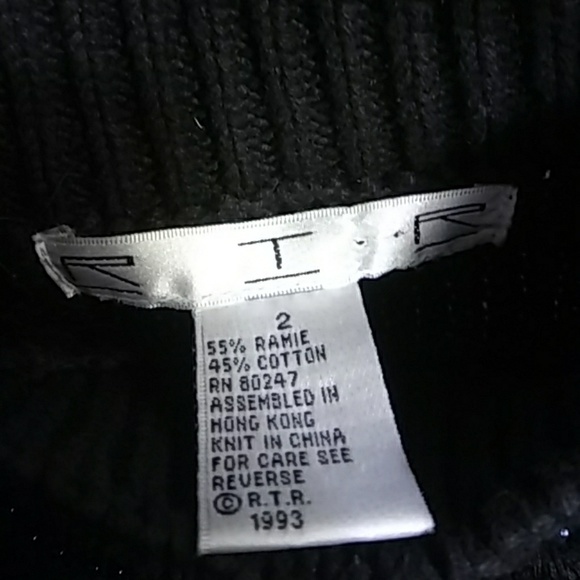 R I R
2
55% RAMIE
45% COTTON
RN 80247
ASSEMBLED IN
HONG KONG
KNIT IN CHINA
FOR CARE SEE
REVERSE
© R.T.R.
1993